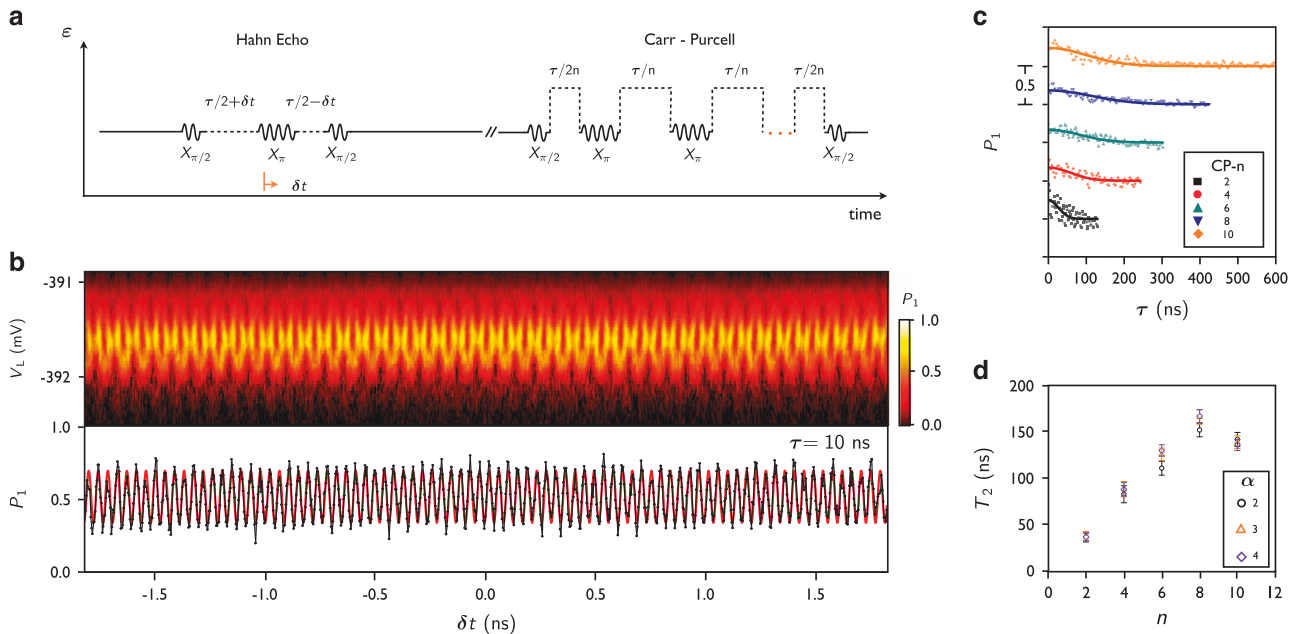 a
ε
Hahn Echo
Carr - Purcell
τ/2+δt
τ/2−δt
τ/2n
τ/n
τ/n
τ/2n
X_{π/2}
X_π
X_{π/2}
X_{π/2}
X_π
X_π
X_{π/2}
δt
time
b
-391
-392
V_L (mV)
P_1
1.0
0.5
0.0
1.0
0.5
0.0
P_1
τ = 10 ns
-1.5
-1.0
-0.5
0.0
0.5
1.0
1.5
δt (ns)
c
0.5
P_1
CP-n
2
4
6
8
10
0
100
200
300
400
500
600
τ (ns)
d
200
150
100
50
0
T_2 (ns)
α
2
3
4
0
2
4
6
8
10
12
n